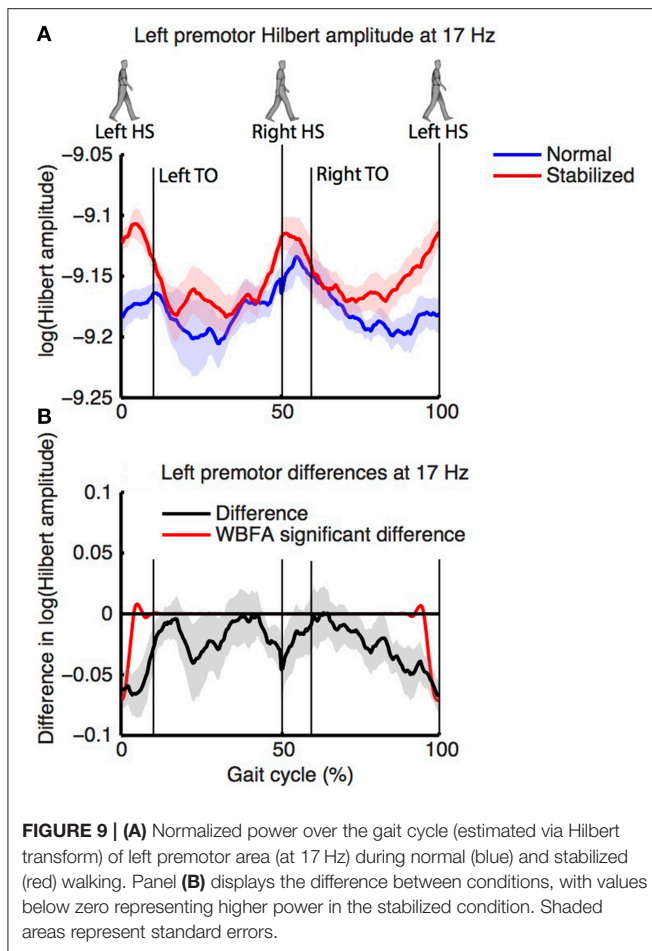 A
Left premotor Hilbert amplitude at 17 Hz
Left HS
Right HS
Left HS
Left TO
Right TO
Normal
Stabilized
log(Hilbert amplitude)
−9.05
−9.1
−9.15
−9.2
−9.25
0
50
100
B
Left premotor differences at 17 Hz
Difference
WBFA significant difference
Difference in log(Hilbert amplitude)
0.1
0.05
0
−0.05
−0.1
0
50
100
Gait cycle (%)
FIGURE 9 | (A) Normalized power over the gait cycle (estimated via Hilbert
transform) of left premotor area (at 17 Hz) during normal (blue) and stabilized
(red) walking. Panel (B) displays the difference between conditions, with values
below zero representing higher power in the stabilized condition. Shaded
areas represent standard errors.